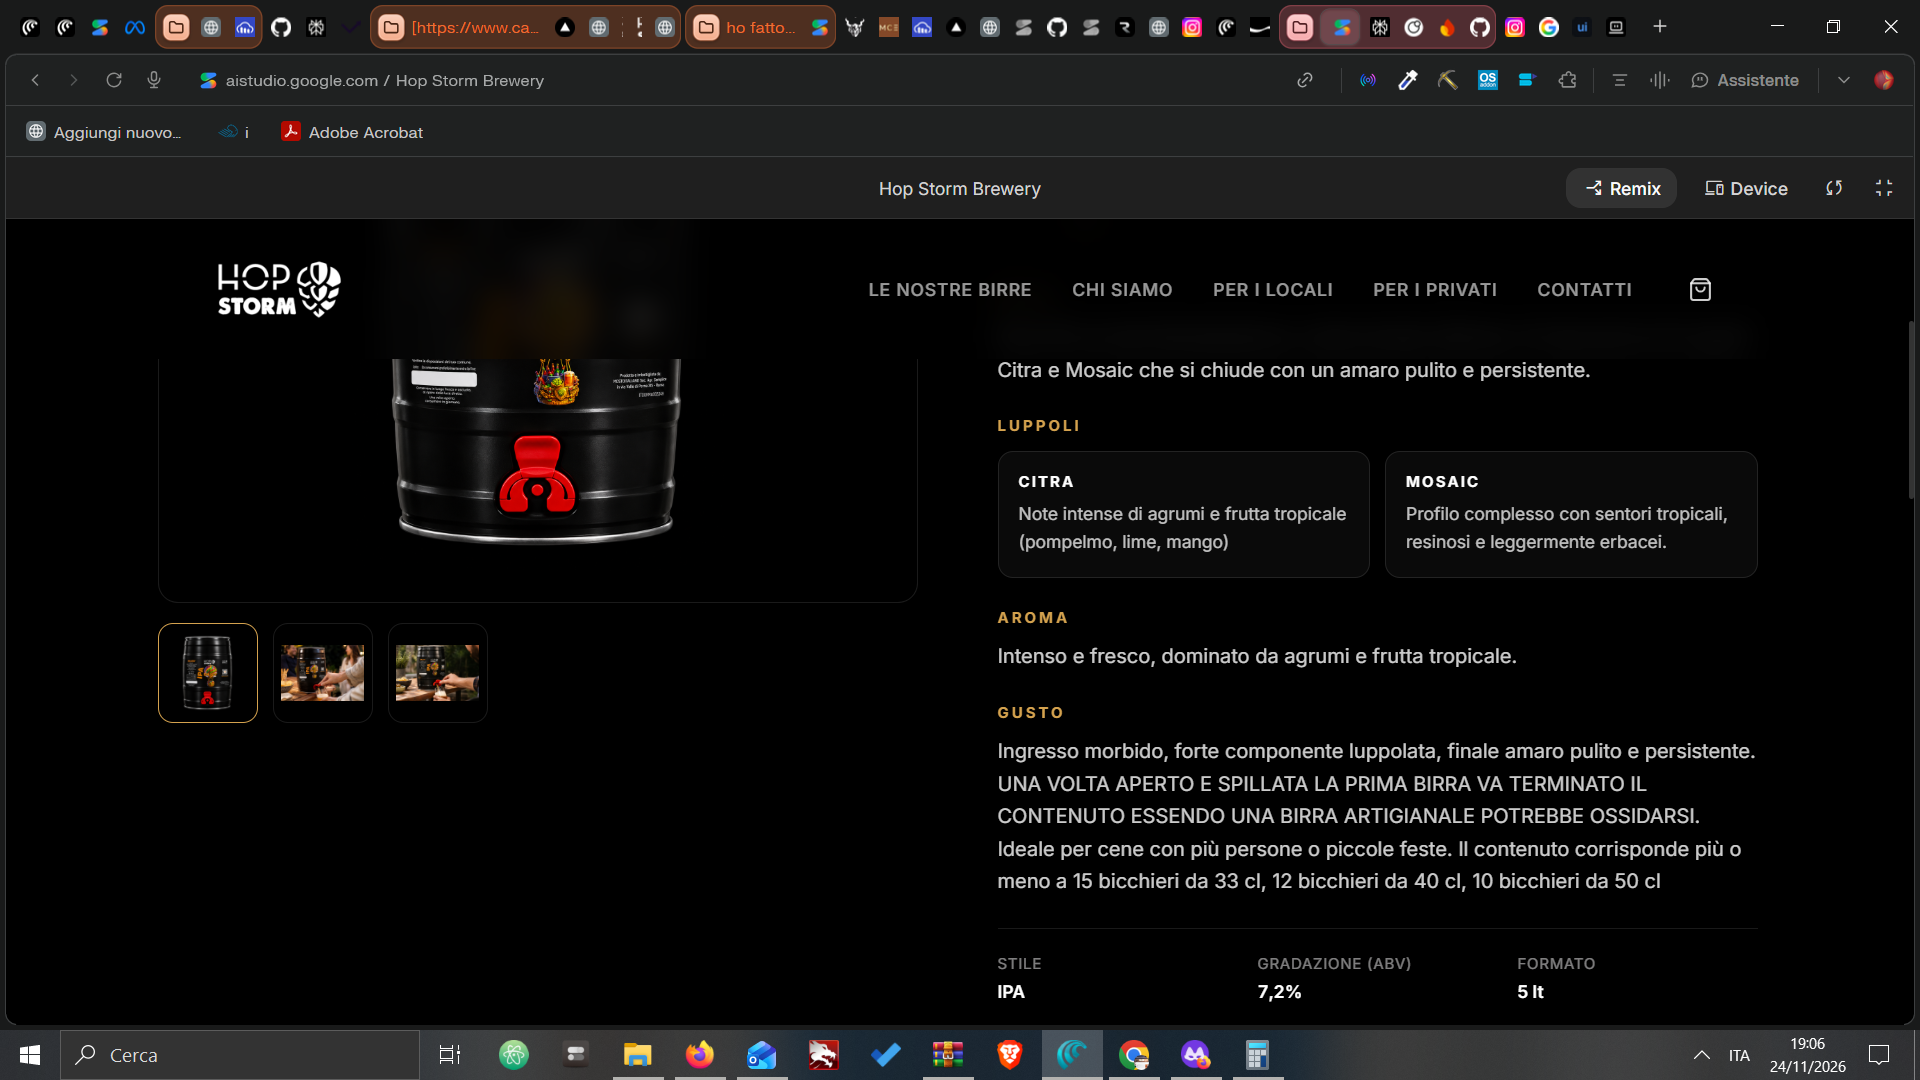 [https://www.ca...
ho fatto...
MCE
ui
aistudio.google.com / Hop Storm Brewery
OS
addon
Assistente
Aggiungi nuovo...
i
Adobe Acrobat
Hop Storm Brewery
Remix
Device
HOP
STORM
LE NOSTRE BIRRE
CHI SIAMO
PER I LOCALI
PER I PRIVATI
CONTATTI
Citra e Mosaic che si chiude con un amaro pulito e persistente.
LUPPOLI
CITRA
Note intense di agrumi e frutta tropicale
(pompelmo, lime, mango)
MOSAIC
Profilo complesso con sentori tropicali,
resinosi e leggermente erbacei.
AROMA
Intenso e fresco, dominato da agrumi e frutta tropicale.
GUSTO
Ingresso morbido, forte componente luppolata, finale amaro pulito e persistente.
UNA VOLTA APERTO E SPILLATA LA PRIMA BIRRA VA TERMINATO IL
CONTENUTO ESSENDO UNA BIRRA ARTIGIANALE POTREBBE OSSIDARSI.
Ideale per cene con più persone o piccole feste. Il contenuto corrisponde più o
meno a 15 bicchieri da 33 cl, 12 bicchieri da 40 cl, 10 bicchieri da 50 cl
STILE
IPA
GRADAZIONE (ABV)
7,2%
FORMATO
5 lt
Cerca
ITA
19:06
24/11/2026